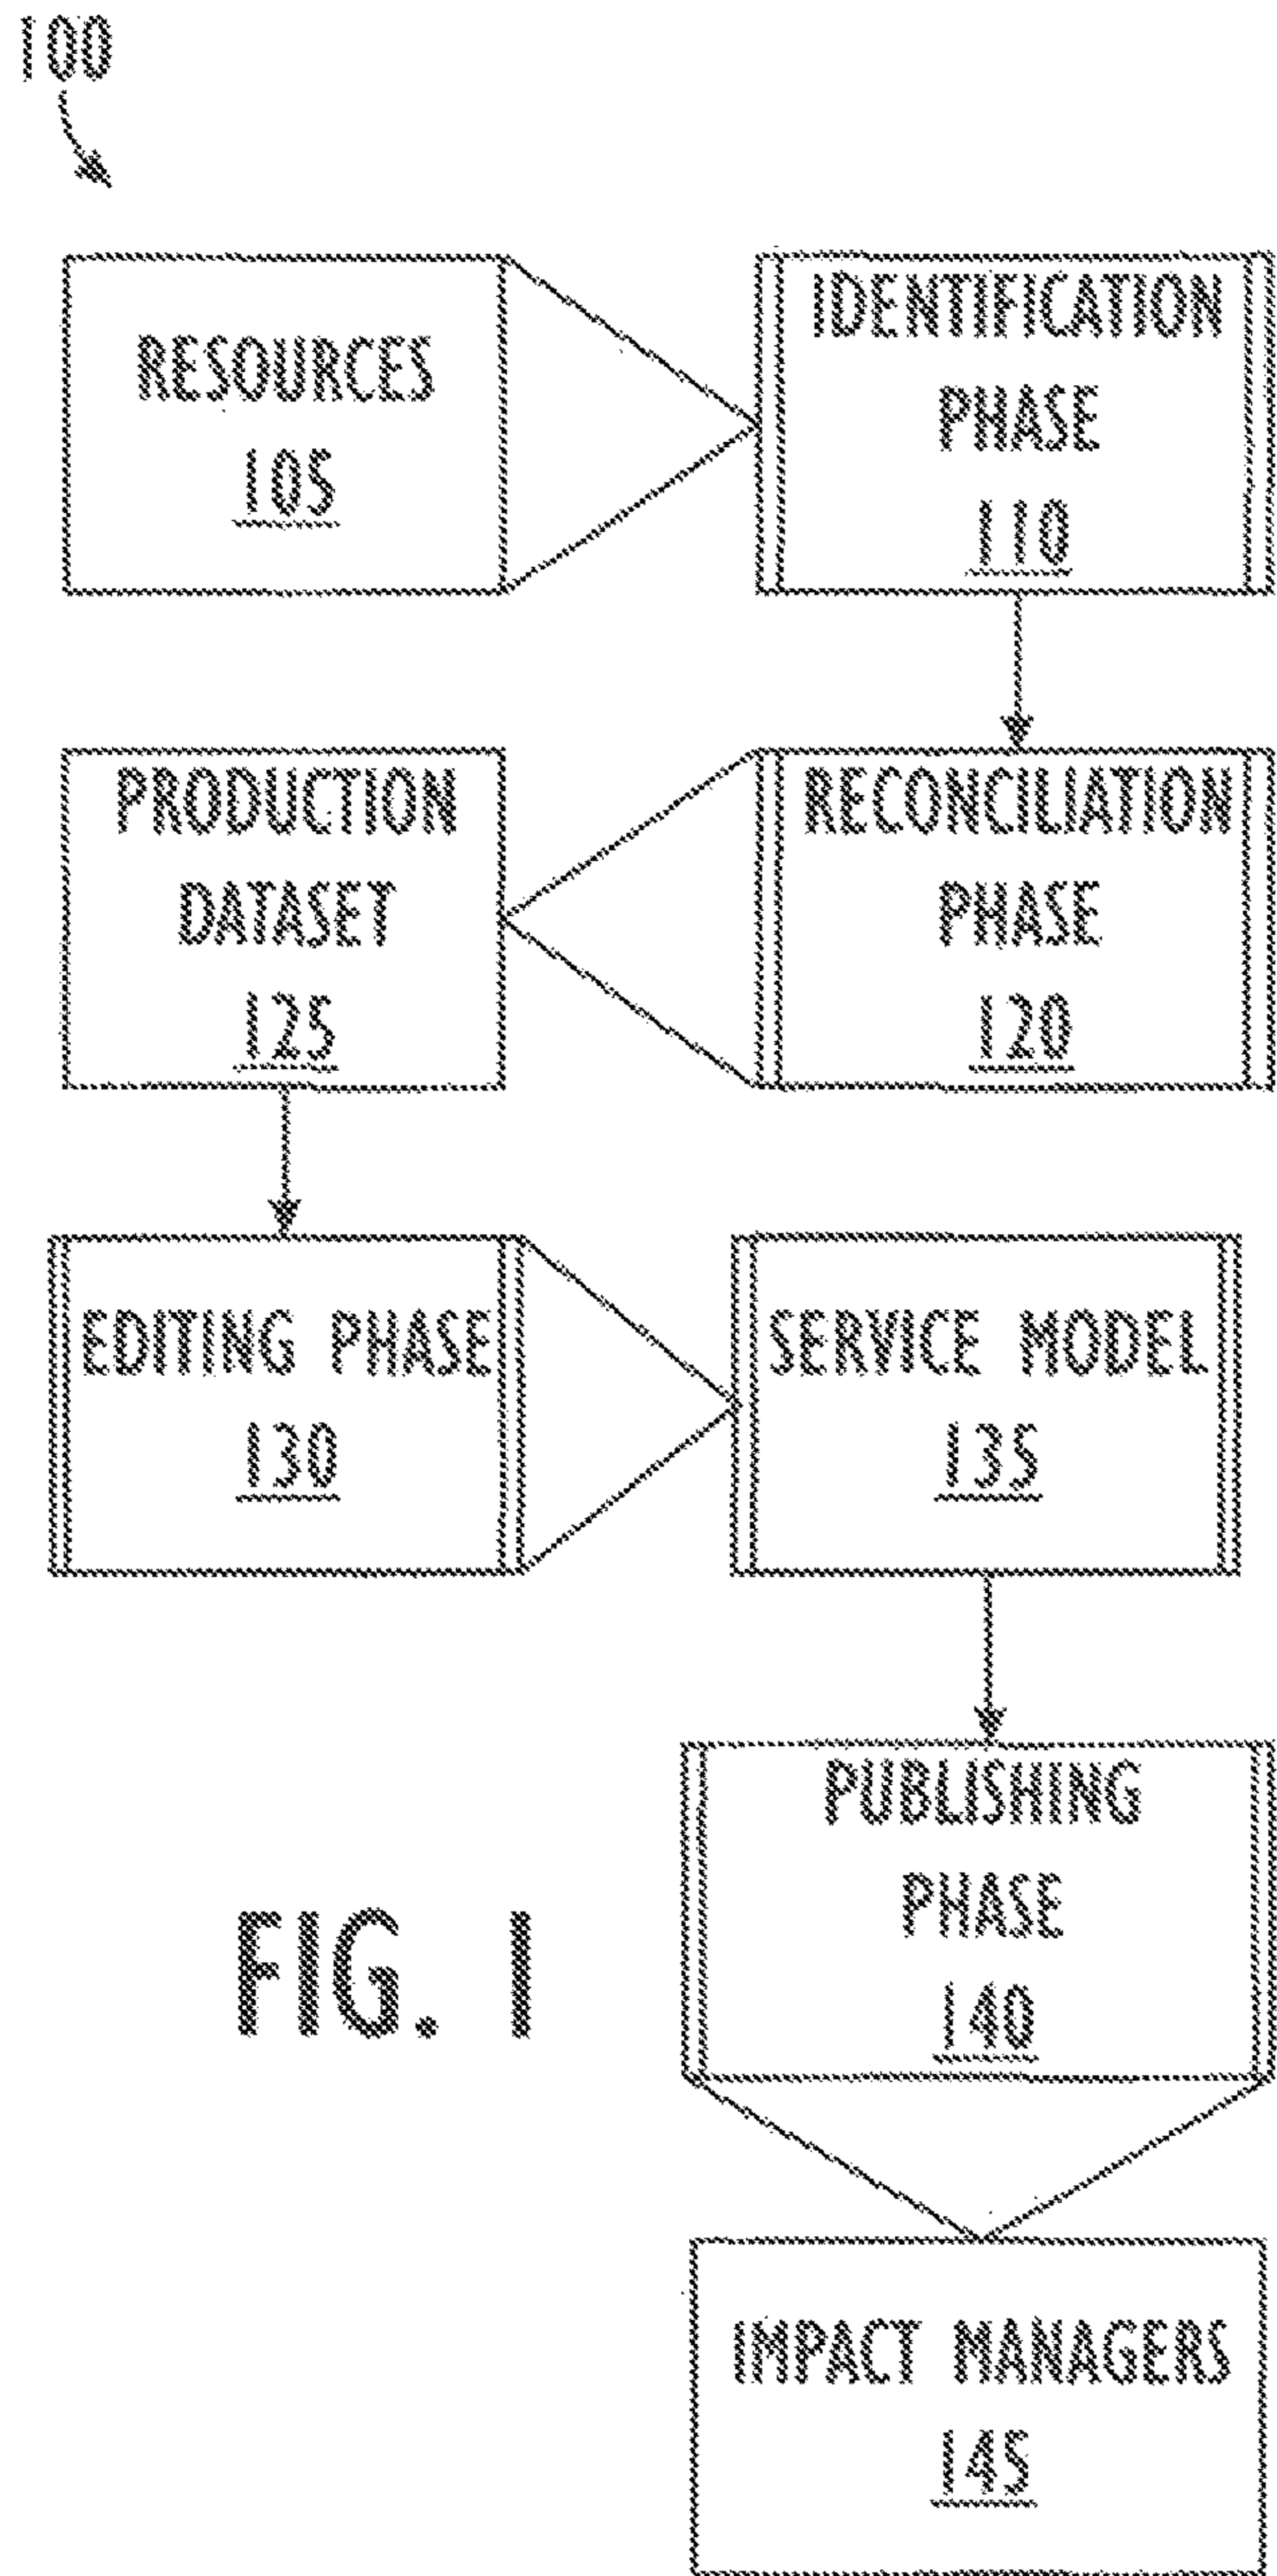 100
RESOURCES
105
IDENTIFICATION
PHASE
110
PRODUCTION
DATASET
125
RECONCILIATION
PHASE
120
EDITING PHASE
130
SERVICE MODEL
135
PUBLISHING
PHASE
140
FIG. 1
IMPACT MANAGERS
145